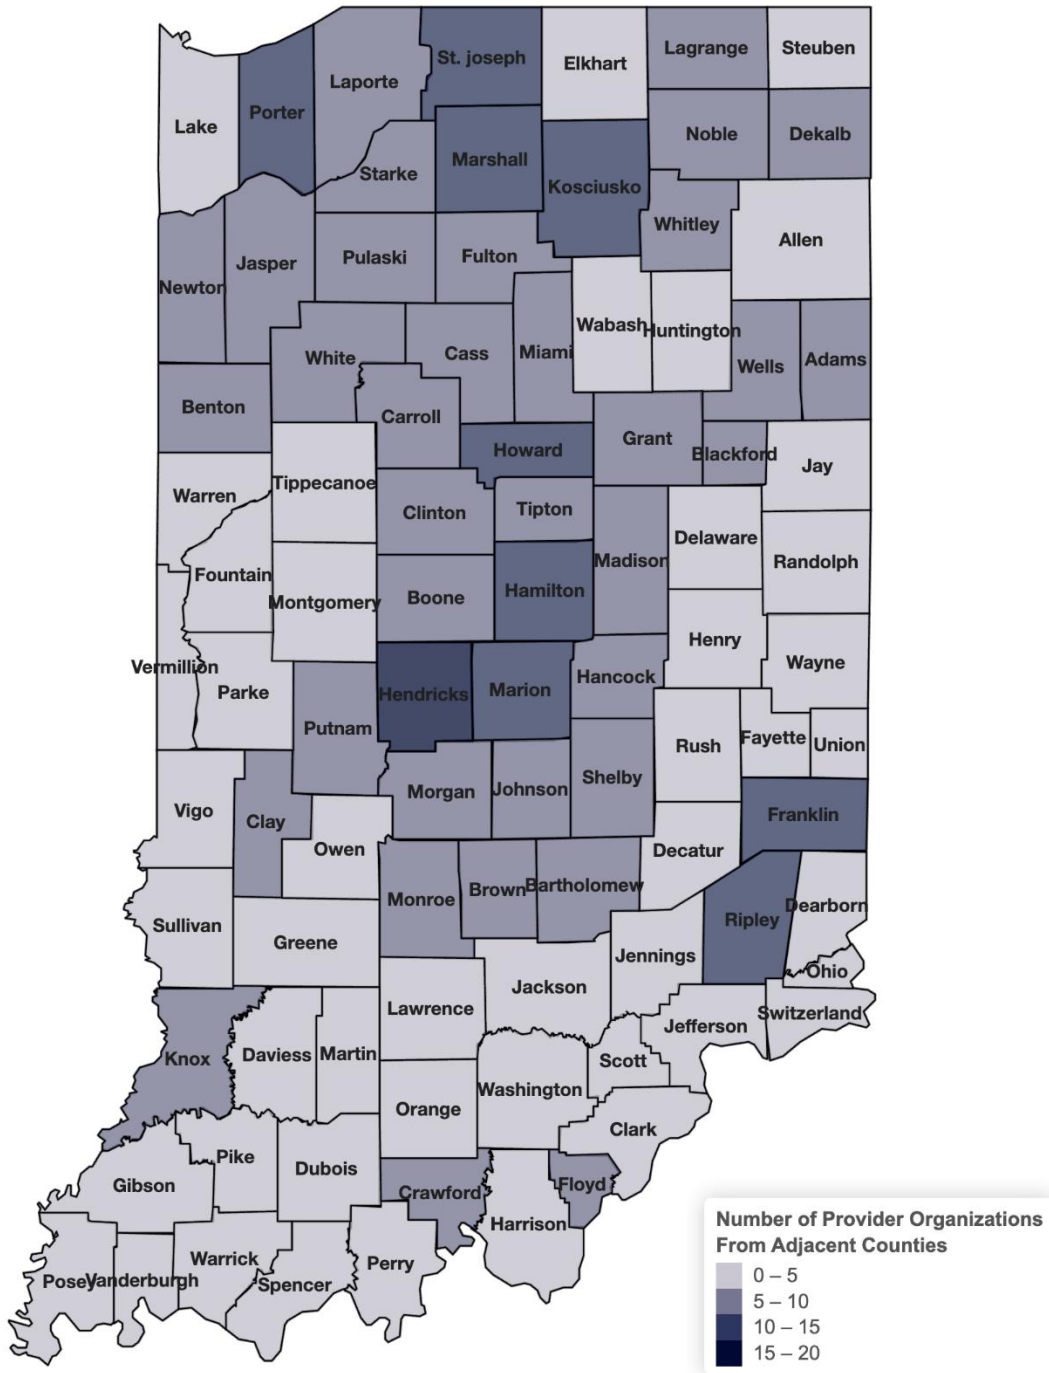 St. joseph
Lagrange
Steuben
Elkhart
Laporte
Porter
Lake
Noble
Dekalb
Marshall
Starke
Kosciusko
Whitley
Allen
Fulton
Pulaski
Jasper
Newton
Wabash
Huntington
Miami
Cass
White
Wells
Adams
Benton
Carroll
Grant
Howard
Blackford
Jay
Tippecanoe
Warren
Tipton
Clinton
Delaware
Madison
Randolph
Fountain
Hamilton
Boone
Montgomery
Henry
Wayne
Vermillion
Hancock
Marion
Parke
Hendricks
Putnam
Fayette
Union
Rush
Shelby
Johnson
Morgan
Vigo
Franklin
Clay
Owen
Decatur
Bartholomew
Brown
Monroe
Dearborn
Ripley
Sullivan
Greene
Jennings
Ohio
Jackson
Lawrence
Switzerland
Jefferson
Martin
Daviess
Knox
Scott
Washington
Orange
Clark
Pike
Dubois
Gibson
Floyd
Crawford
Harrison
Warrick
Perry
Posey
Vanderburgh
Spencer
Number of Provider Organizations
From Adjacent Counties
0 – 5
5 – 10
10 – 15
15 – 20